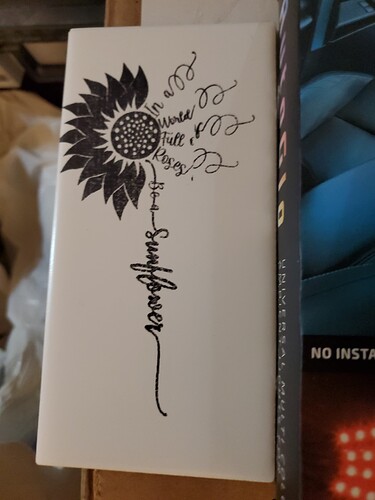 In a
World
Full of
Roses,
Be a
Sunflower
NO INSTA